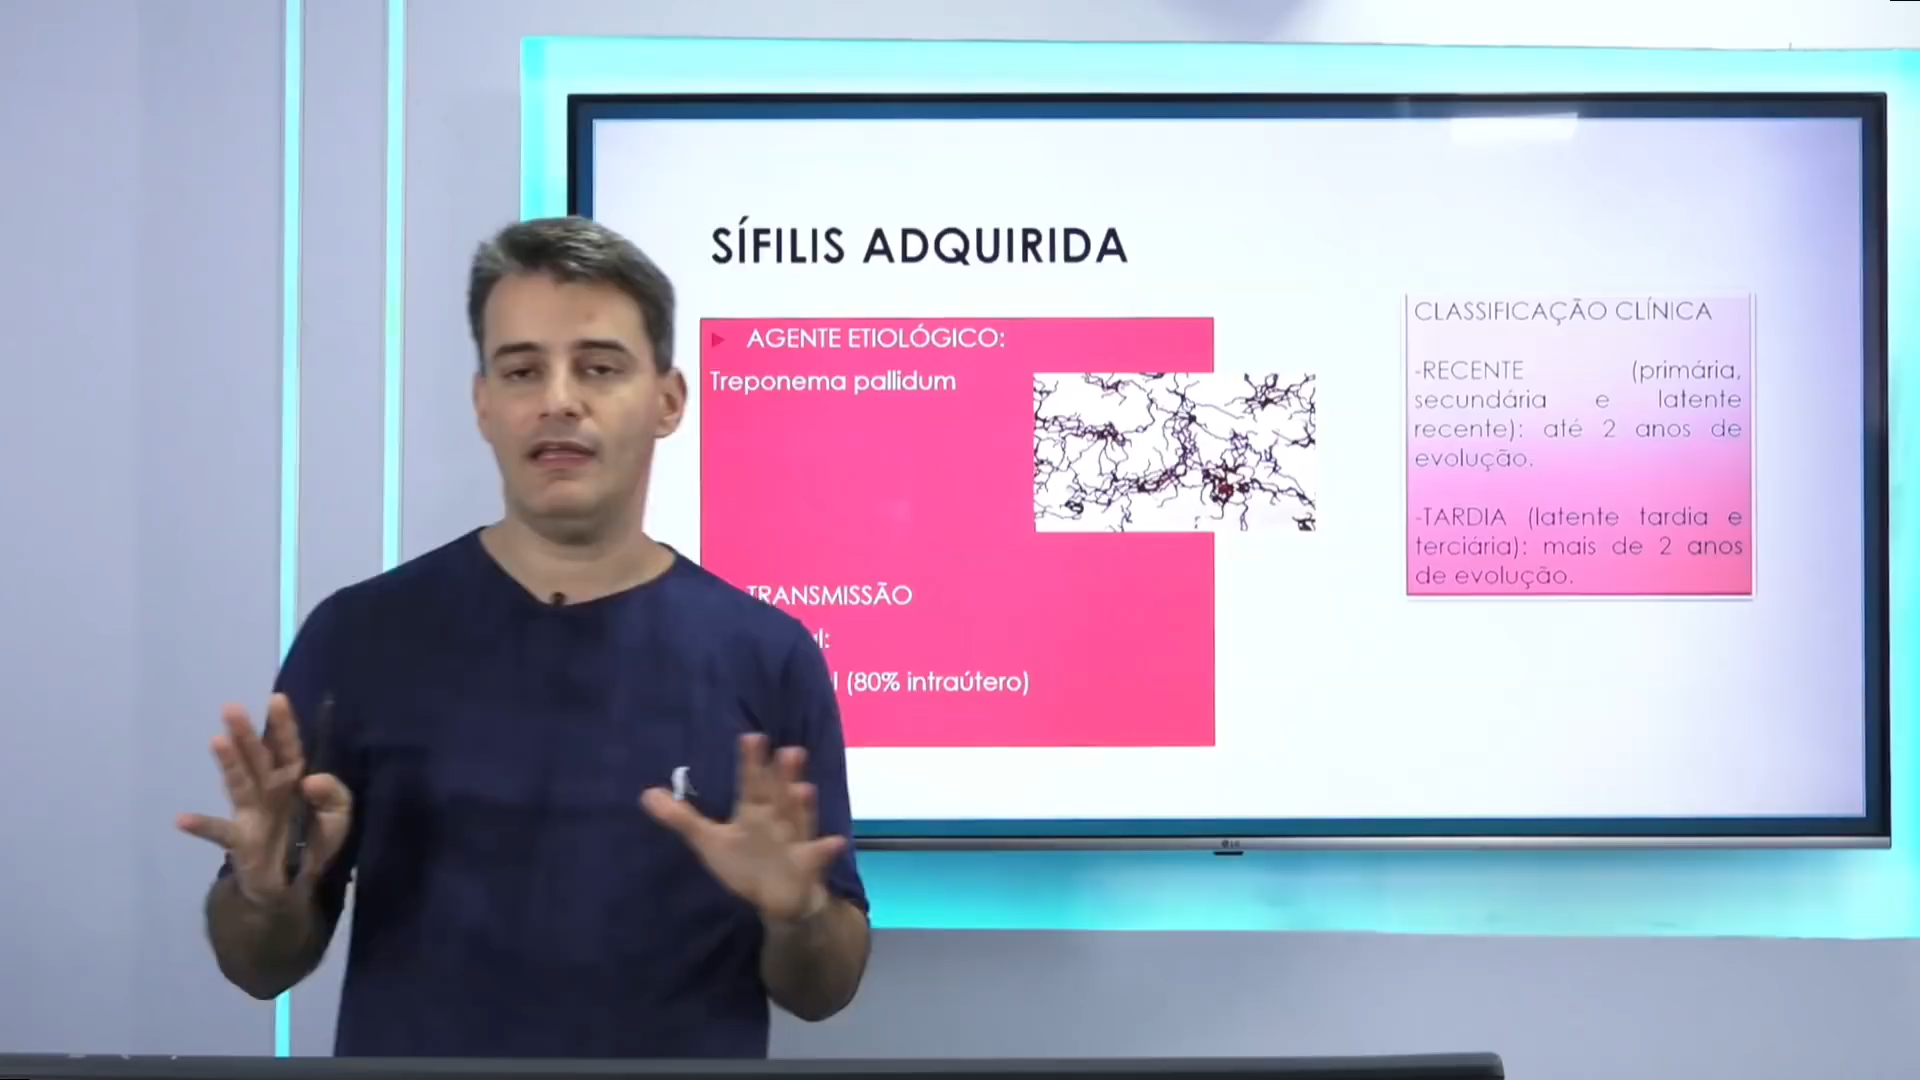 SÍFILIS ADQUIRIDA
AGENTE ETIOLÓGICO:
Treponema pallidum
TRANSMISSÃO
(80% intraútero)
CLASSIFICAÇÃO CLÍNICA
-RECENTE (primária,
secundária e latente
recente): até 2 anos de
evolução.
-TARDIA (latente tardia e
terciária): mais de 2 anos
de evolução.
LG